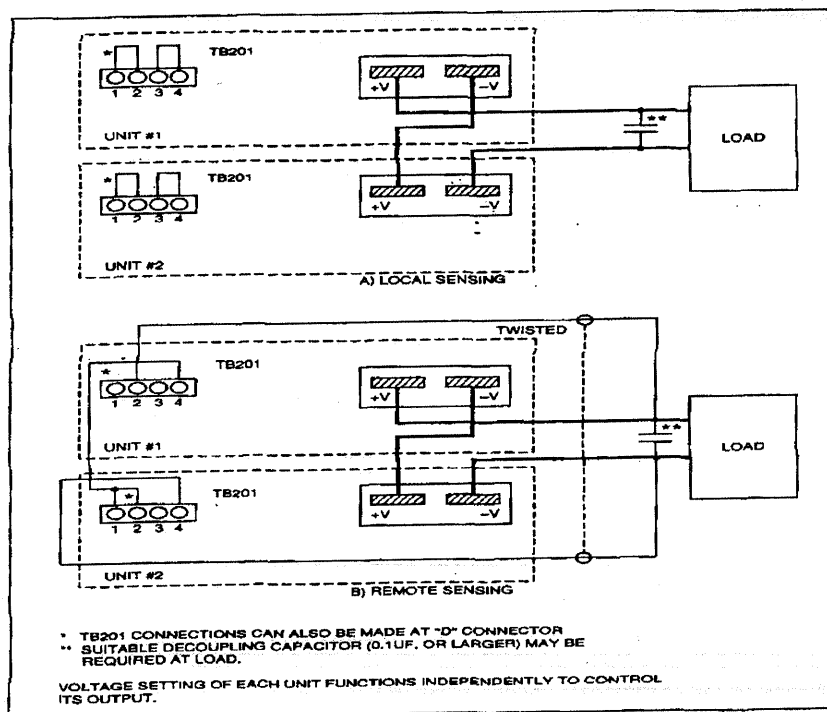 * TB201
1 2 3 4
+V -V
UNIT #1
**
LOAD
* TB201
1 2 3 4
+V -V
UNIT #2
A) LOCAL SENSING
TWISTED
* TB201
1 2 3 4
+V -V
UNIT #1
**
LOAD
* TB201
1 2 3 4
+V -V
UNIT #2
B) REMOTE SENSING
* TB201 CONNECTIONS CAN ALSO BE MADE AT "D" CONNECTOR
** SUITABLE DECOUPLING CAPACITOR (0.1UF. OR LARGER) MAY BE
REQUIRED AT LOAD.
VOLTAGE SETTING OF EACH UNIT FUNCTIONS INDEPENDENTLY TO CONTROL
ITS OUTPUT.